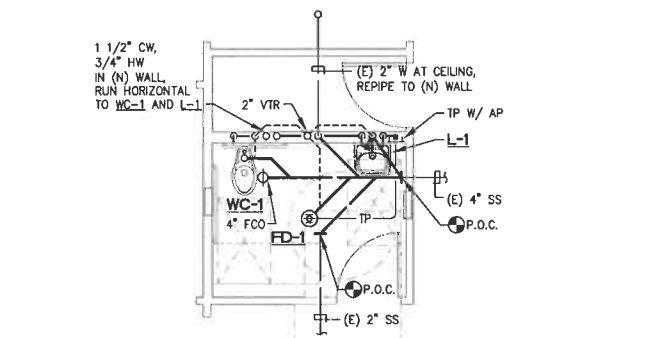 1 1/2" CW,
3/4" HW
IN (N) WALL,
RUN HORIZONTAL
TO WC-1 AND L-1
2" VTR
(E) 2" W AT CEILING,
REPIPE TO (N) WALL
TP W/ AP
L-1
(E) 4" SS
P.O.C.
WC-1
4" FCO
FD-1
TP
P.O.C.
(E) 2" SS